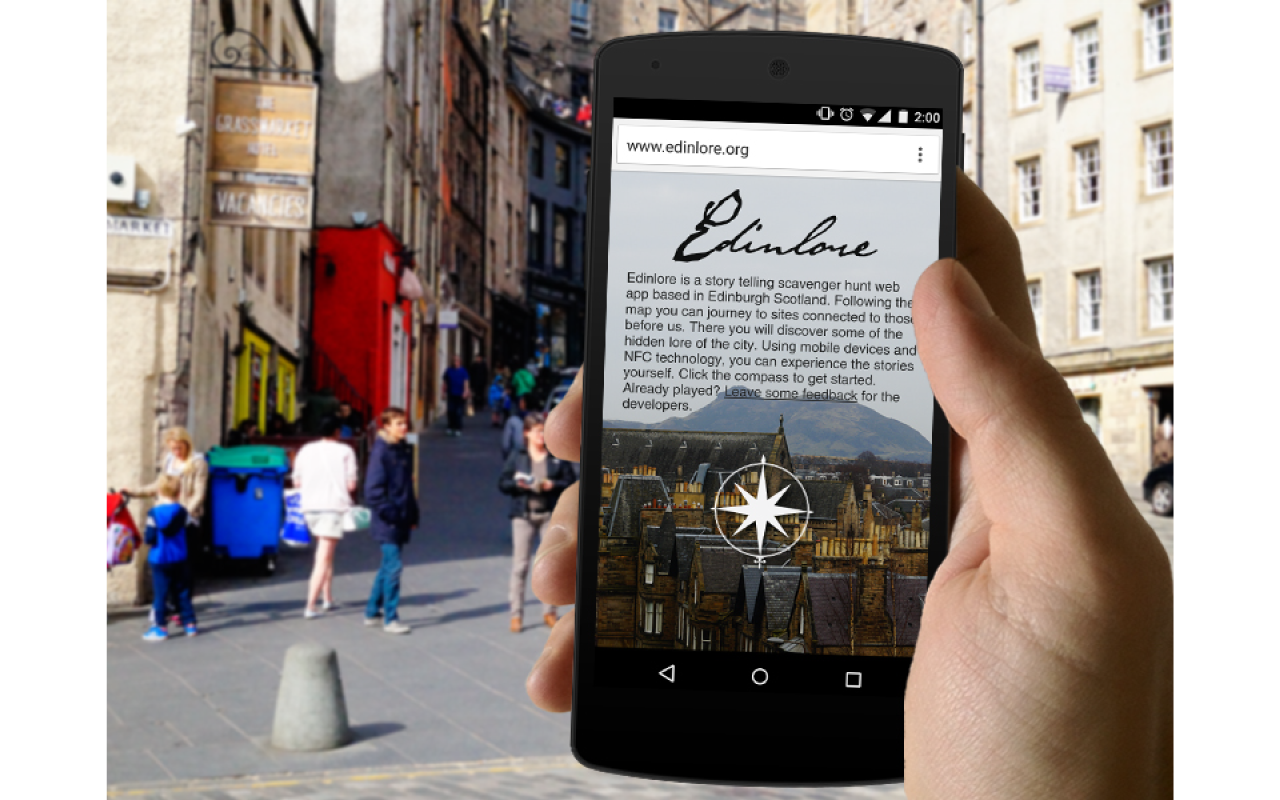 THE
GRASSMARKET
HOTEL
VACANCIES
MARKET
2:00
www.edinlore.org
Edinlore
Edinlore is a story telling scavenger hunt web
app based in Edinburgh Scotland. Following the
map you can journey to sites connected to those
before us. There you will discover some of the
hidden lore of the city. Using mobile devices and
NFC technology, you can experience the stories
yourself. Click the compass to get started.
Already played? Leave some feedback for the
developers.